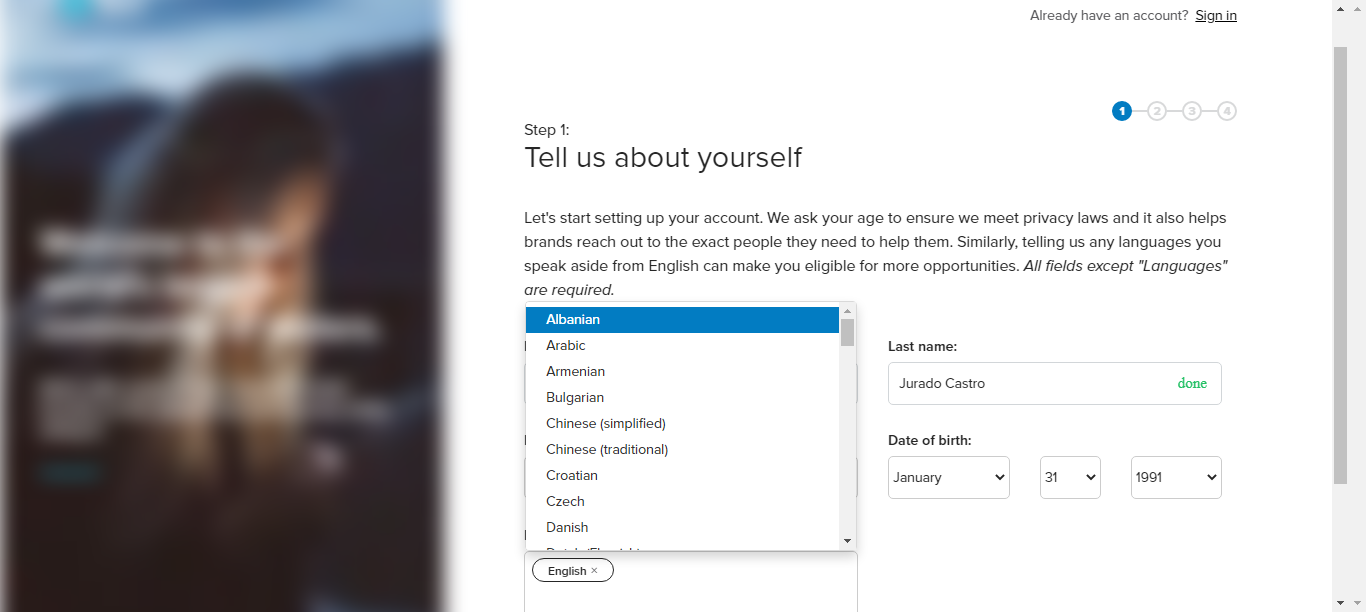 Already have an account? Sign in
1 2 3 4
Step 1:
Tell us about yourself
Let's start setting up your account. We ask your age to ensure we meet privacy laws and it also helps
brands reach out to the exact people they need to help them. Similarly, telling us any languages you
speak aside from English can make you eligible for more opportunities. All fields except "Languages"
are required.
Albanian
Arabic
Armenian
Bulgarian
Chinese (simplified)
Chinese (traditional)
Croatian
Czech
Danish
Last name:
Jurado Castro done
Date of birth:
January 31 1991
English ×